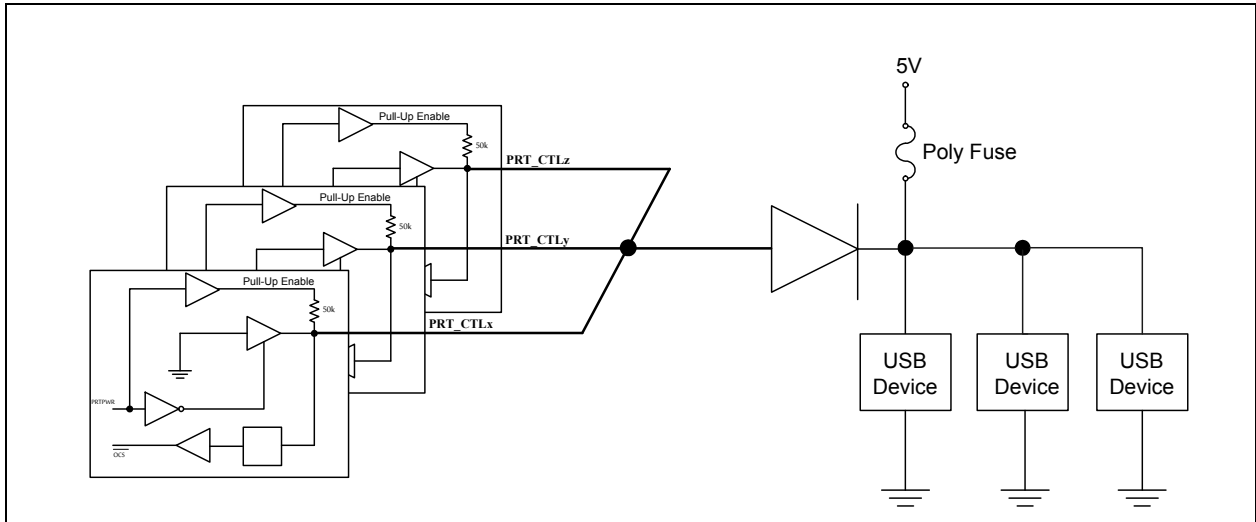 5V
Poly Fuse
Pull-Up Enable
50k
PRT_CTLz
Pull-Up Enable
50k
PRT_CTLy
Pull-Up Enable
50k
PRT_CTLx
PRTPWR
OCS
USB
Device
USB
Device
USB
Device